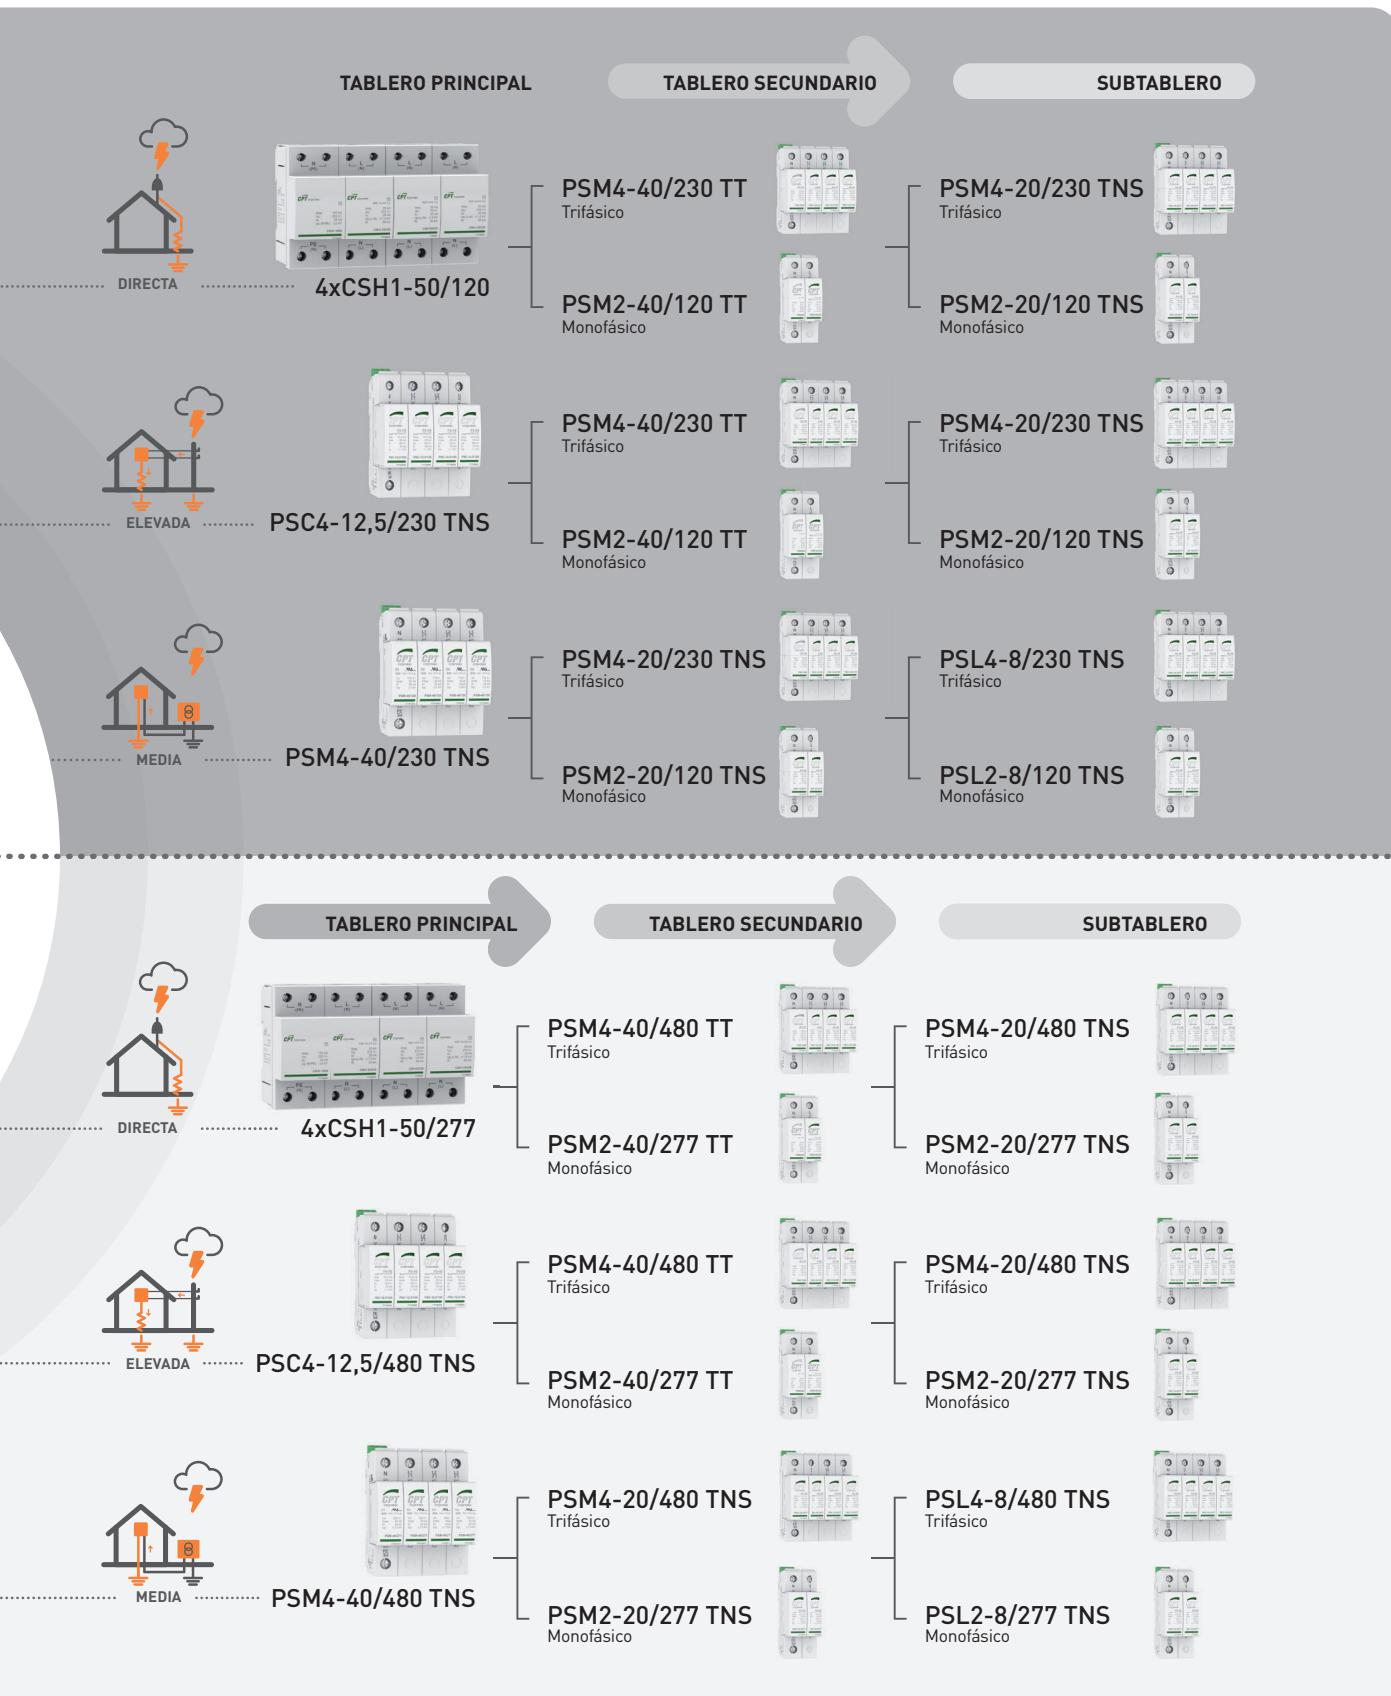 TABLERO PRINCIPAL
TABLERO SECUNDARIO
SUBTABLERO
DIRECTA
4xCSH1-50/120
PSM4-40/230 TT
Trifásico
PSM2-40/120 TT
Monofásico
PSM4-20/230 TNS
Trifásico
PSM2-20/120 TNS
Monofásico
ELEVADA
PSC4-12,5/230 TNS
PSM4-40/230 TT
Trifásico
PSM2-40/120 TT
Monofásico
PSM4-20/230 TNS
Trifásico
PSM2-20/120 TNS
Monofásico
MEDIA
PSM4-40/230 TNS
PSM4-20/230 TNS
Trifásico
PSM2-20/120 TNS
Monofásico
PSL4-8/230 TNS
Trifásico
PSL2-8/120 TNS
Monofásico
TABLERO PRINCIPAL
TABLERO SECUNDARIO
SUBTABLERO
DIRECTA
4xCSH1-50/277
PSM4-40/480 TT
Trifásico
PSM2-40/277 TT
Monofásico
PSM4-20/480 TNS
Trifásico
PSM2-20/277 TNS
Monofásico
ELEVADA
PSC4-12,5/480 TNS
PSM4-40/480 TT
Trifásico
PSM2-40/277 TT
Monofásico
PSM4-20/480 TNS
Trifásico
PSM2-20/277 TNS
Monofásico
MEDIA
PSM4-40/480 TNS
PSM4-20/480 TNS
Trifásico
PSM2-20/277 TNS
Monofásico
PSL4-8/480 TNS
Trifásico
PSL2-8/277 TNS
Monofásico